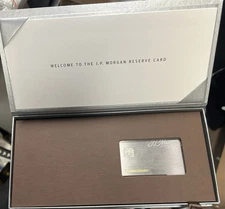 WELCOME TO THE J.P. MORGAN RESERVE CARD